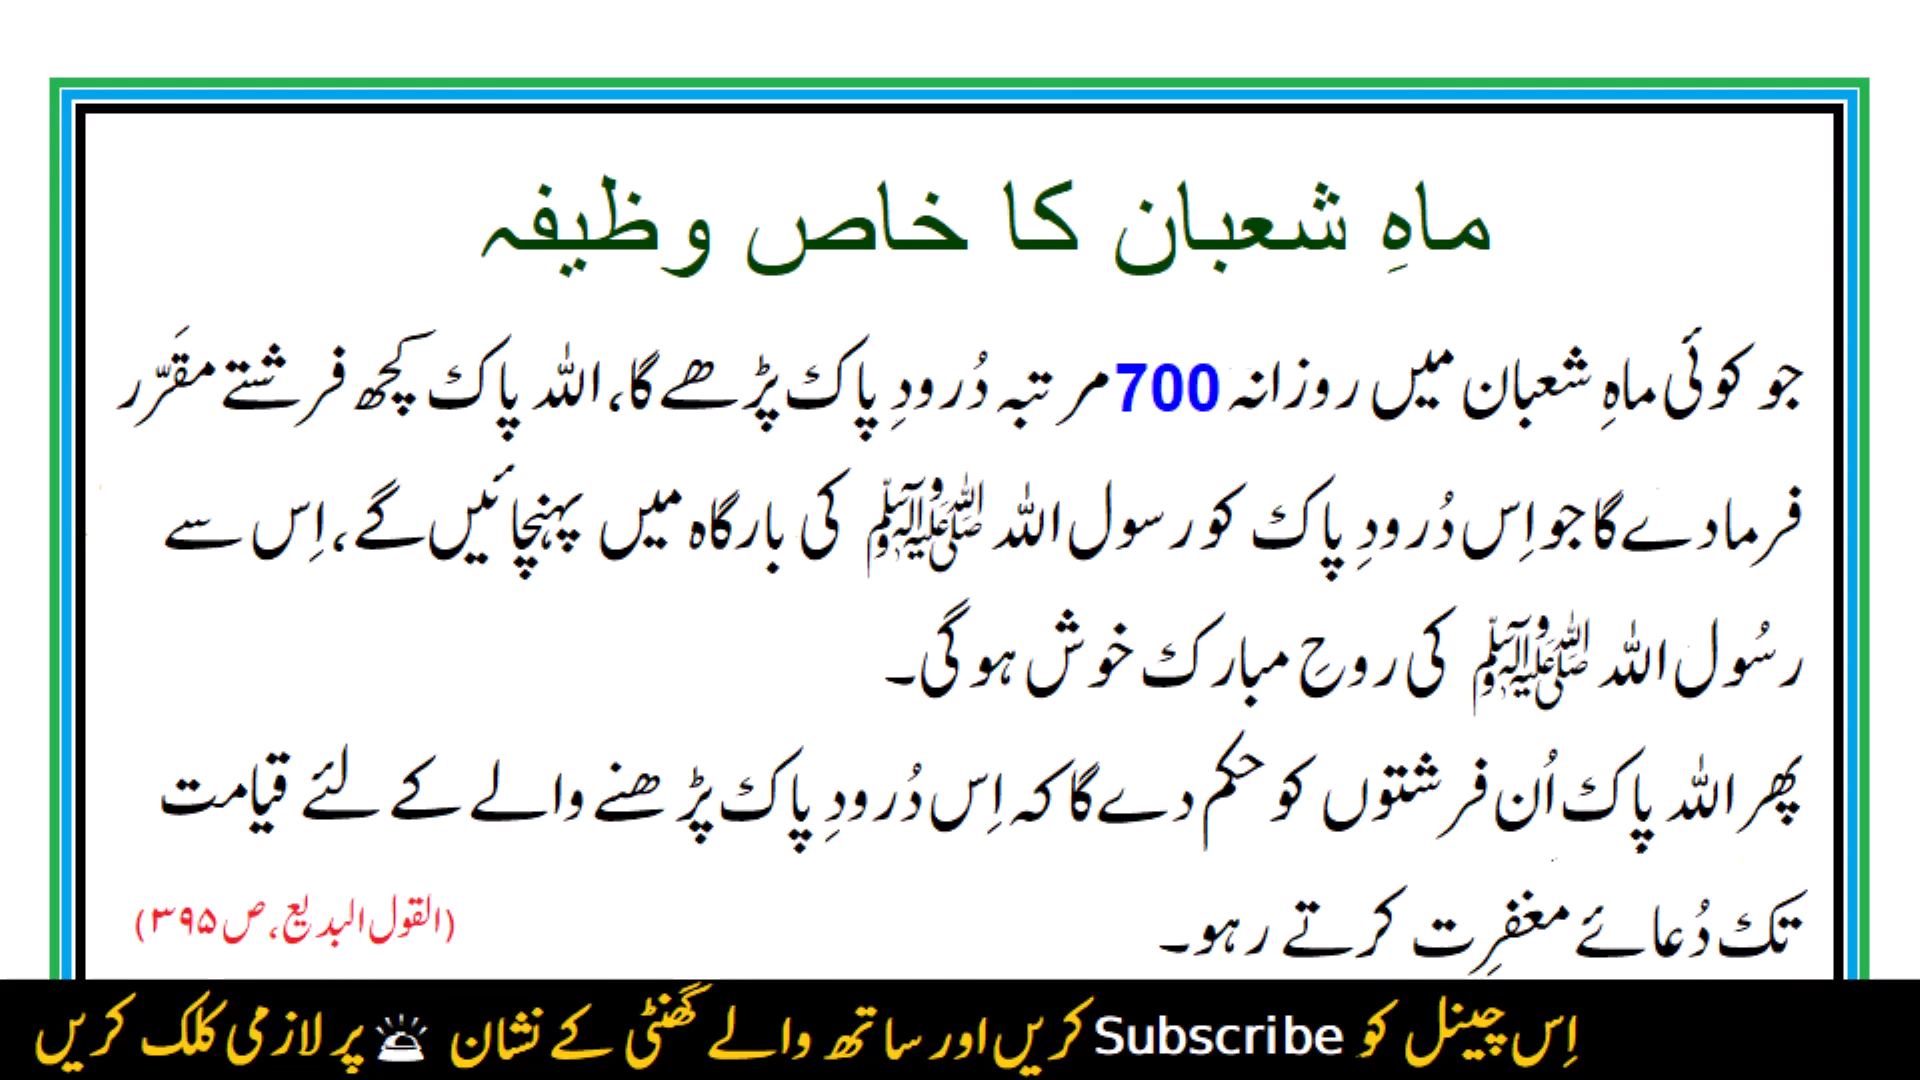 ماہِ شعبان کا خاص وظیفہ
جو کوئی ماہِ شعبان میں روزانہ 700 مرتبہ دُرودِ پاک پڑھے گا، اللہ پاک کچھ فرشتے مقرَّر
فرمادے گا جو اِس دُرودِ پاک کو رسول اللہ ﷺ کی بارگاہ میں پہنچائیں گے، اِس سے
رسُول اللہ ﷺ کی روحِ مبارک خوش ہوگی۔
پھر اللہ پاک اُن فرشتوں کو حکم دے گا کہ اِس دُرودِ پاک پڑھنے والے کے لئے قیامت
تک دُعائے مغفرِت کرتے رہو۔ (القول البدیع، ص ۳۹۵)
اِس چینل کو Subscribe کریں اور ساتھ والے گھنٹی کے نشان پر لازمی کلک کریں